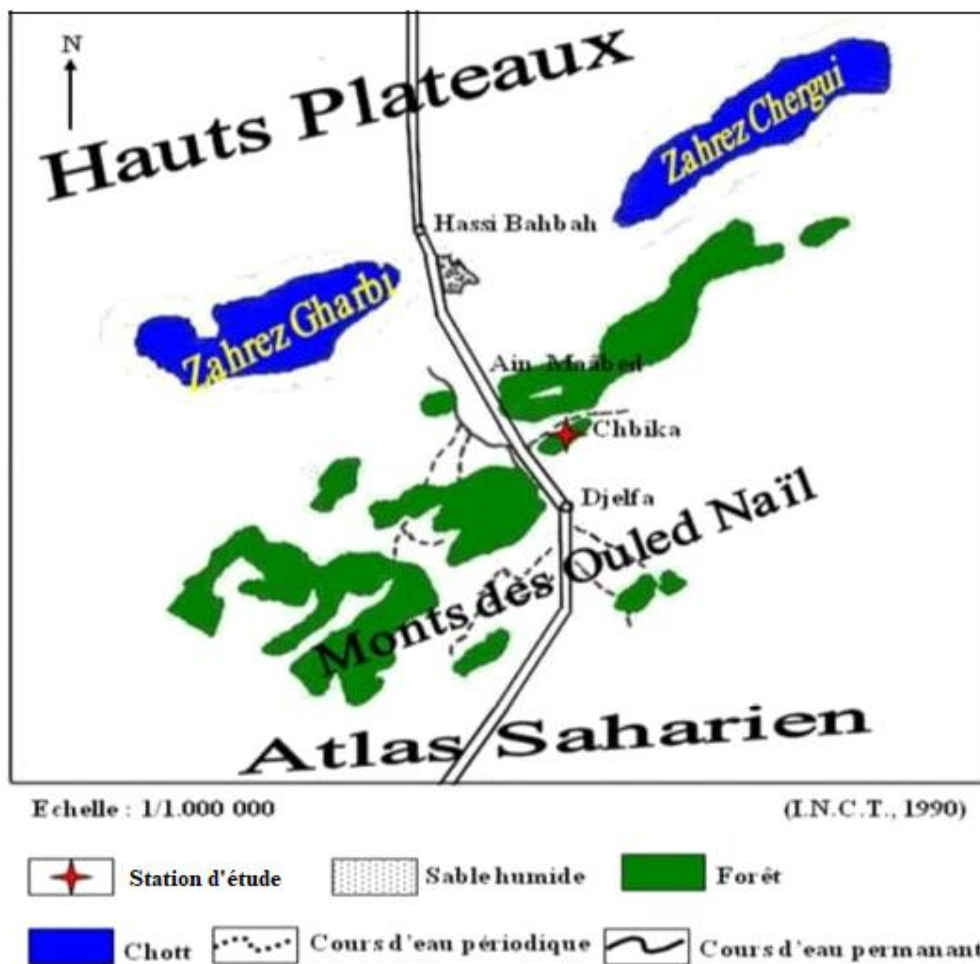 N
Hauts Plateaux
Zahrez Chergui
Hassi Bahbah
Zahrez Gharbi
Ain Maâbed
Chbika
Djelfa
Monts des Ouled Naïl
Atlas Saharien
Echelle : 1/1.000 000
(I.N.C.T., 1990)
Station d'étude
Sable humide
Forêt
Chott
Cours d'eau périodique
Cours d'eau permanant